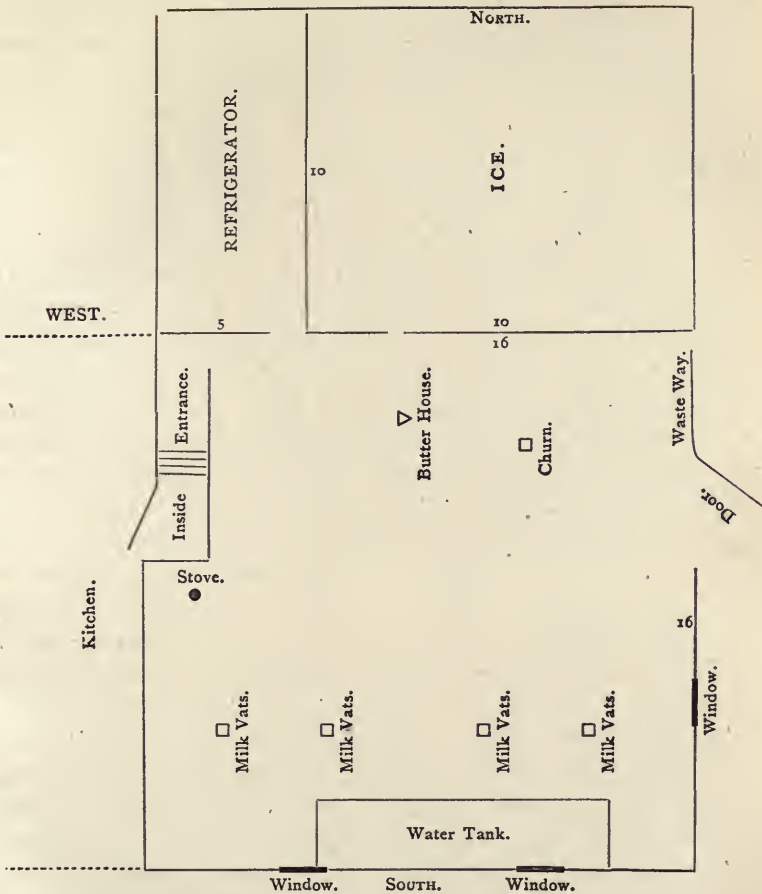 NORTH.
REFRIGERATOR.
10
ICE.
WEST.
5
10
16
Entrance.
Inside
Butter House.
Churn.
Waste Way.
Door.
Kitchen.
Stove.
16
Milk Vats.
Milk Vats.
Milk Vats.
Milk Vats.
Window.
Water Tank.
Window.
SOUTH.
Window.